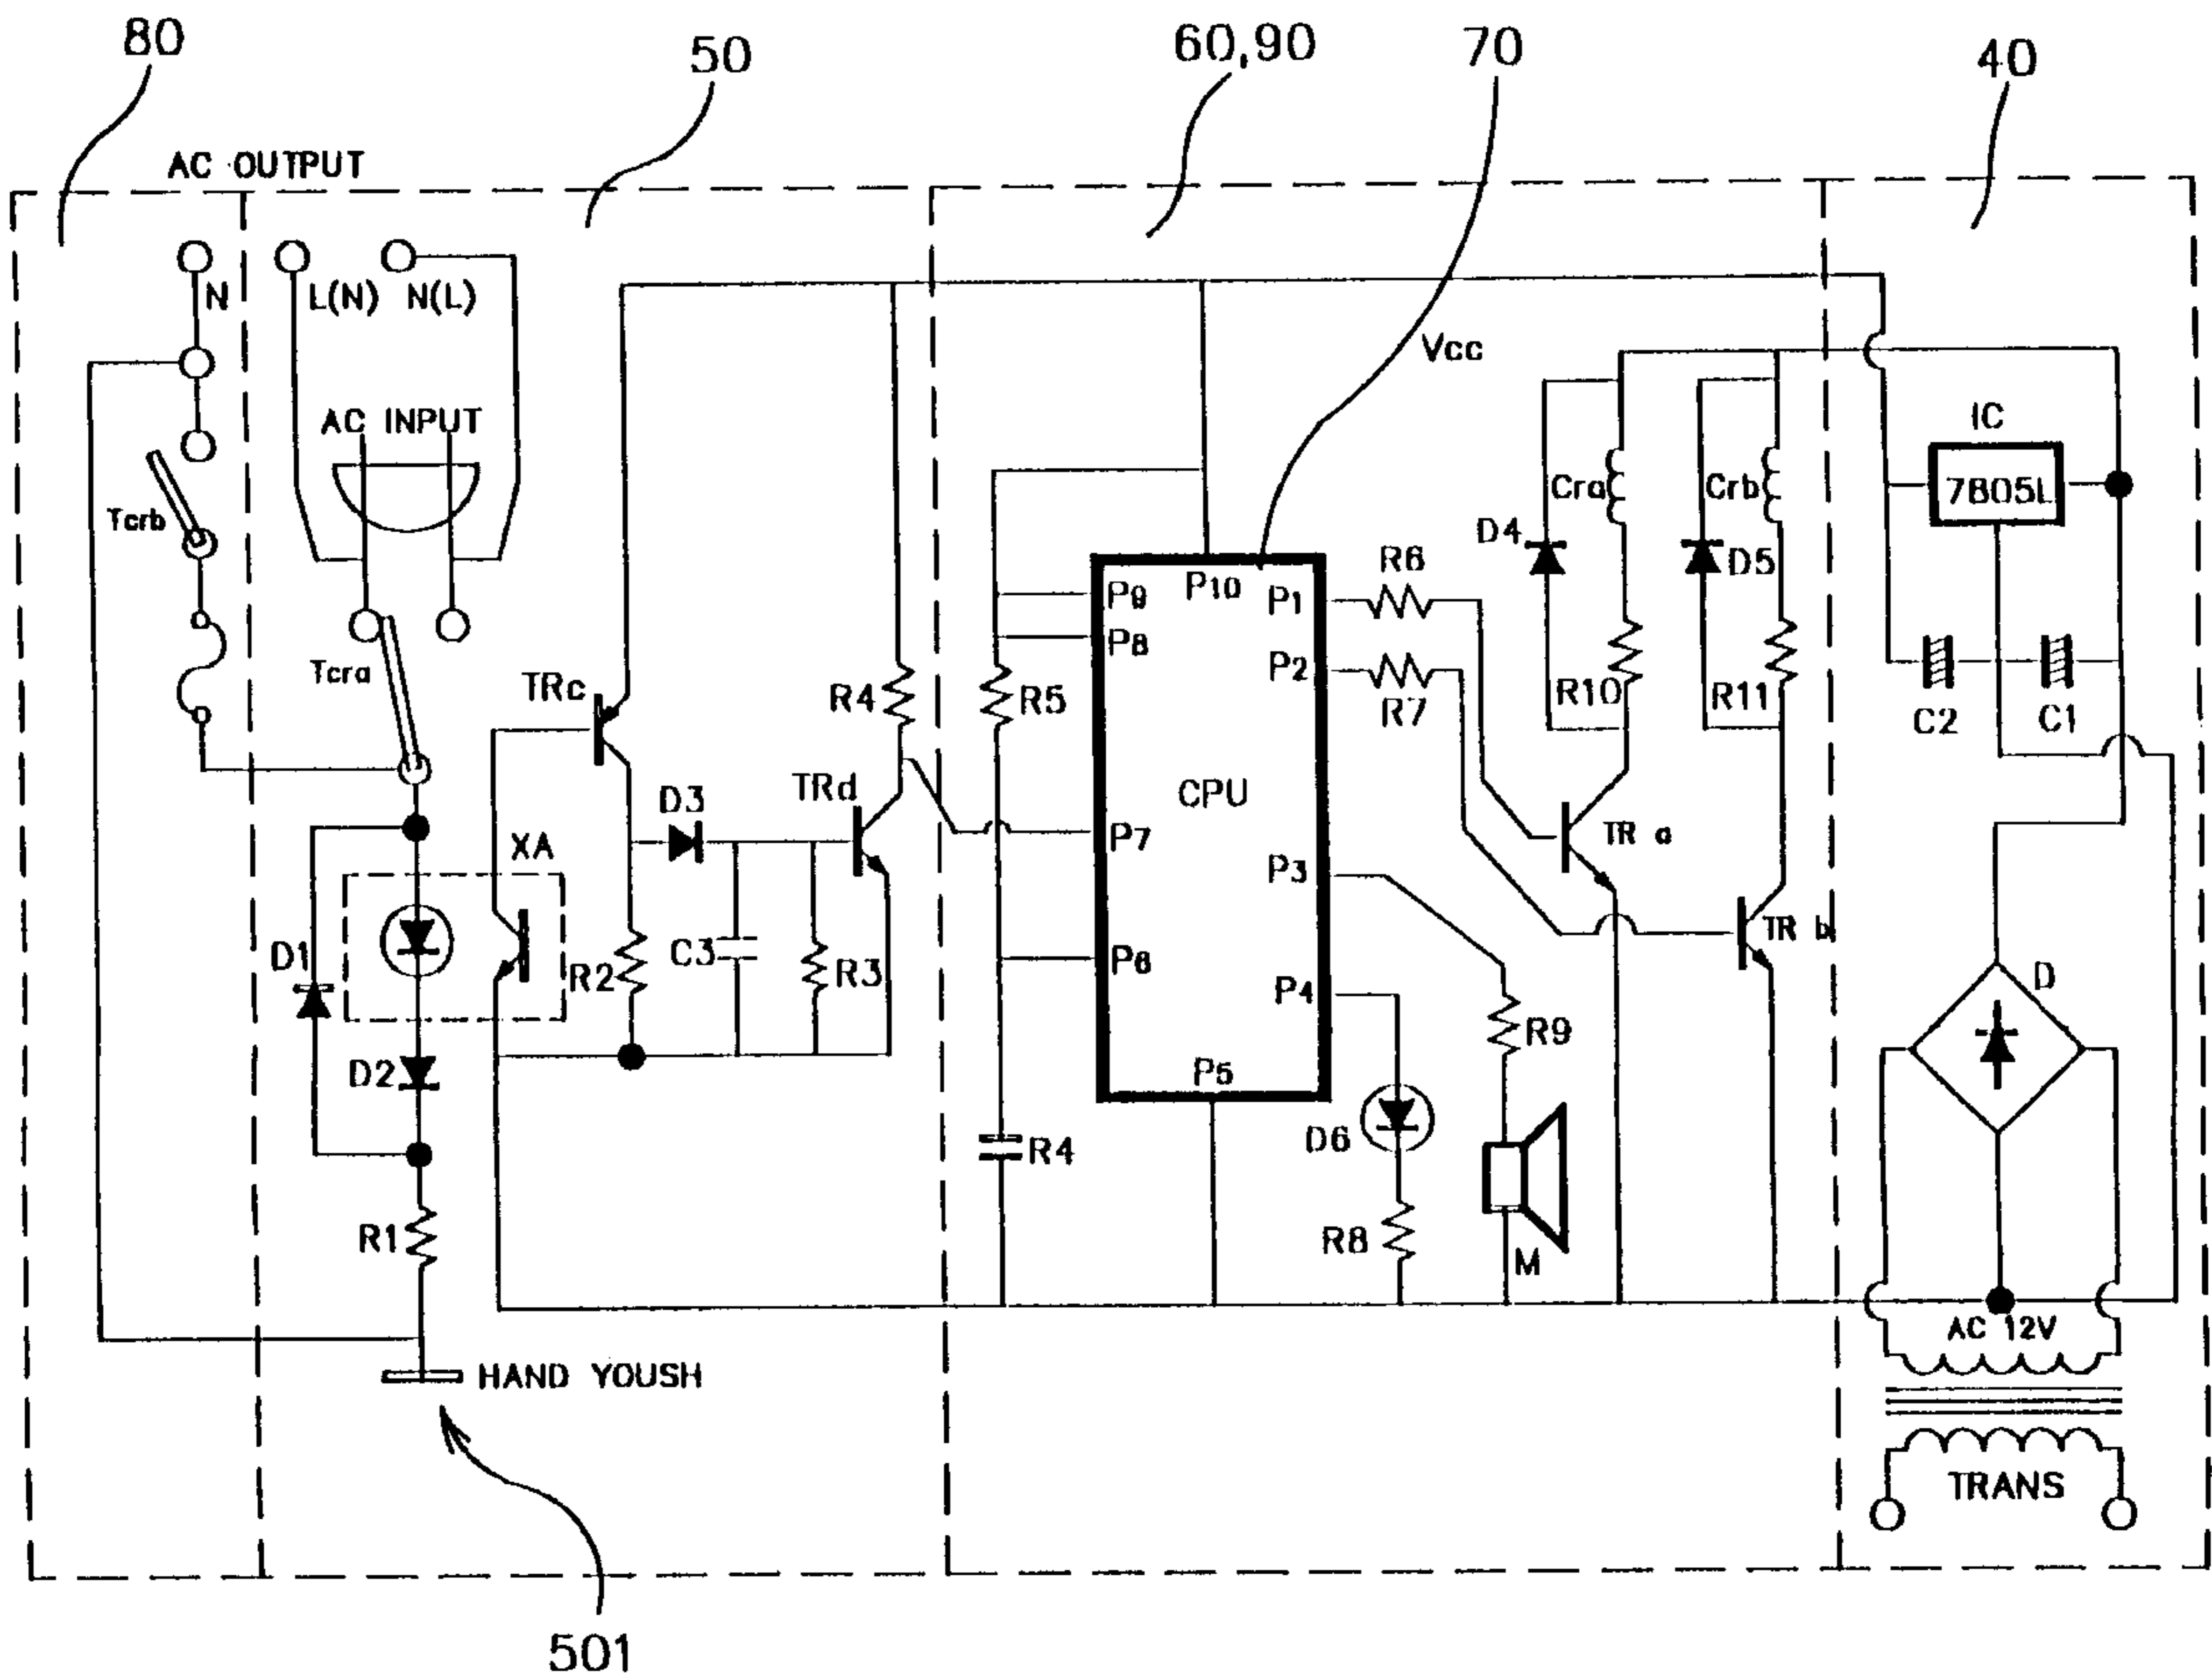 80
50
60,90
70
40
AC OUTPUT
N
L(N)
N(L)
Vcc
AC INPUT
IC
7805L
Tcrb
Cra
Crb
D4
D5
R6
P9
P10
P1
P8
P2
R7
Tcra
TRc
R4
R5
R10
R11
C2
C1
D3
TRd
CPU
XA
P7
TR a
P3
TR b
D1
R2
C3
R3
P6
P4
D
R9
D2
P5
D6
R4
R1
R8
M
AC 12V
HAND YOUSH
TRANS
501